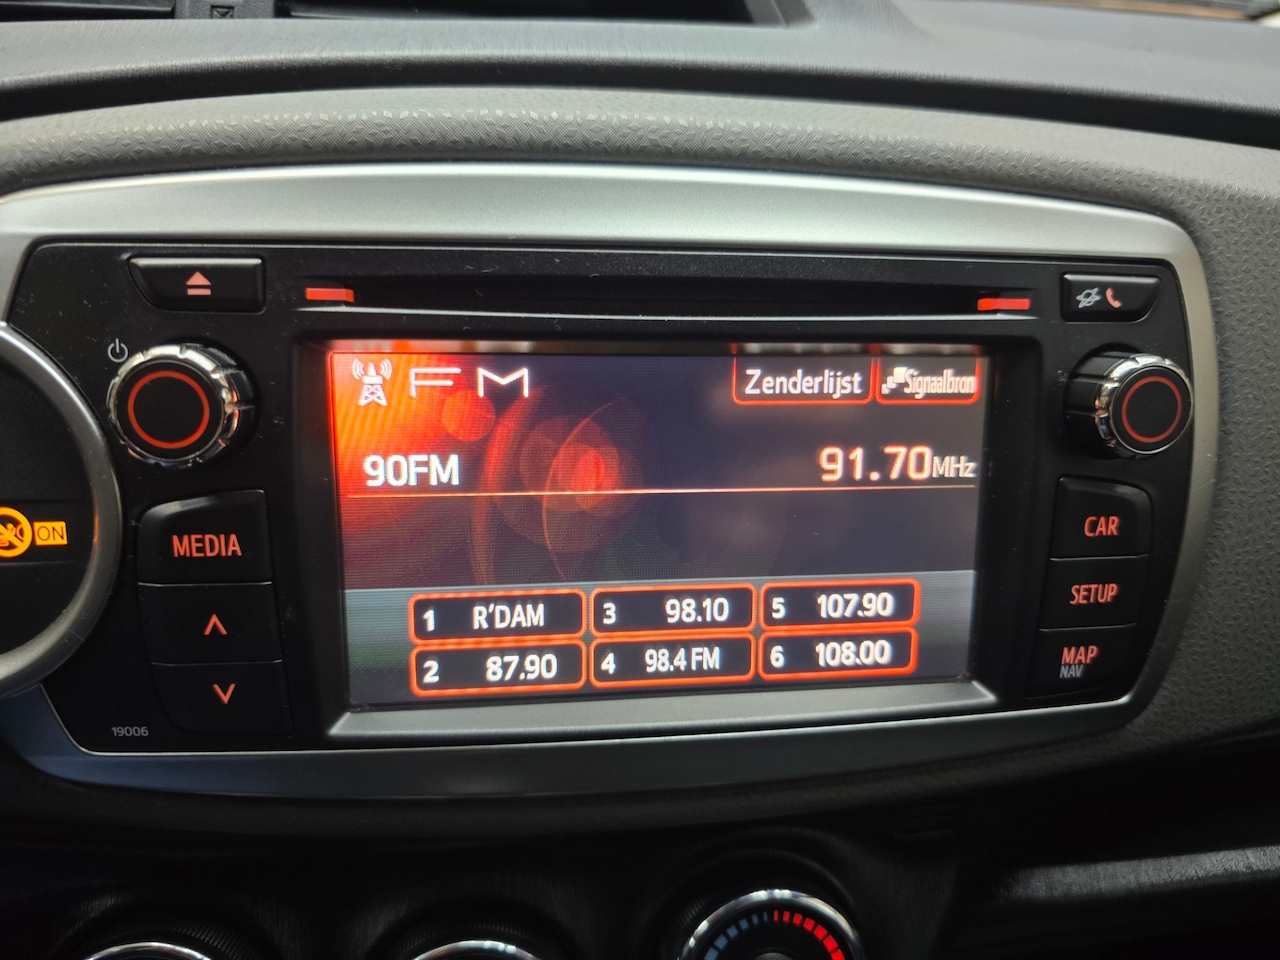 FM
Zenderlijst
Signaalbron
90FM
91.70MHz
1 R'DAM
3 98.10
5 107.90
2 87.90
4 98.4 FM
6 108.00
ON
MEDIA
19006
CAR
SETUP
MAP
NAV